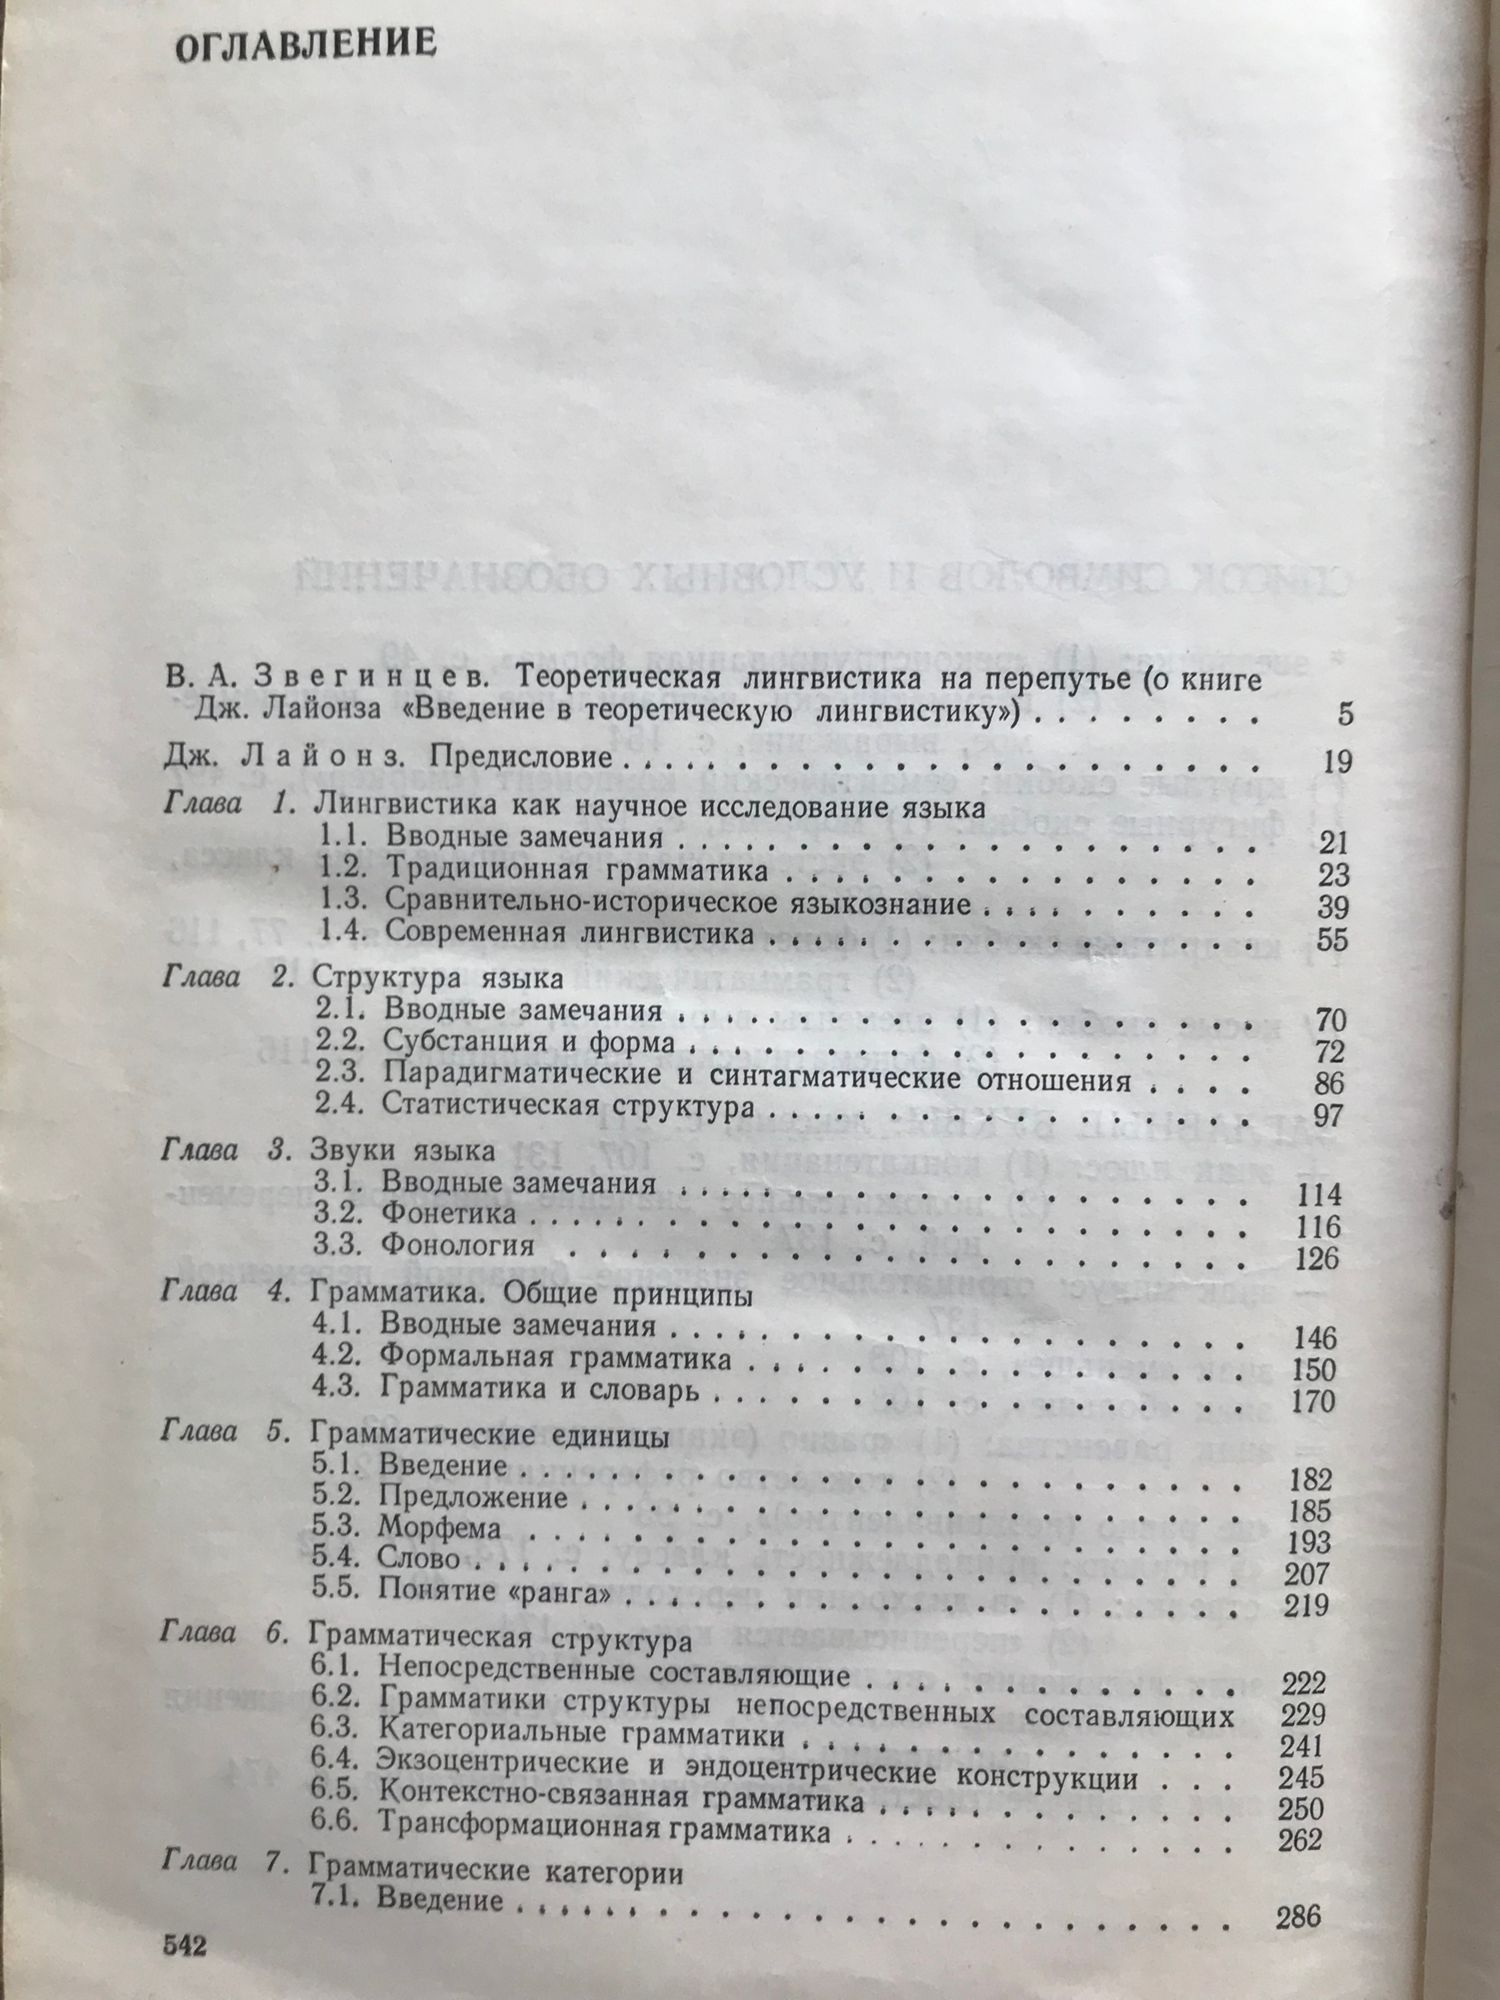 ОГЛАВЛЕНИЕ
В. А. Звегинцев. Теоретическая лингвистика на перепутье (о книге
Дж. Лайонза «Введение в теоретическую лингвистику») . . . . . . . . 5
Дж. Лайонз. Предисловие . . . . . . . . . . . . . . . . . . . 19
Глава 1. Лингвистика как научное исследование языка
1.1. Вводные замечания . . . . . . . . . . . . . . . . . 21
1.2. Традиционная грамматика . . . . . . . . . . . . . 23
1.3. Сравнительно-историческое языкознание . . . . . . . . 39
1.4. Современная лингвистика . . . . . . . . . . . . . 55
Глава 2. Структура языка
2.1. Вводные замечания . . . . . . . . . . . . . . . . . 70
2.2. Субстанция и форма . . . . . . . . . . . . . . . . 72
2.3. Парадигматические и синтагматические отношения . . . . 86
2.4. Статистическая структура . . . . . . . . . . . . . 97
Глава 3. Звуки языка
3.1. Вводные замечания . . . . . . . . . . . . . . . . . 114
3.2. Фонетика . . . . . . . . . . . . . . . . . . . . . 116
3.3. Фонология . . . . . . . . . . . . . . . . . . . . 126
Глава 4. Грамматика. Общие принципы
4.1. Вводные замечания . . . . . . . . . . . . . . . . . 146
4.2. Формальная грамматика . . . . . . . . . . . . . . 150
4.3. Грамматика и словарь . . . . . . . . . . . . . . . 170
Глава 5. Грамматические единицы
5.1. Введение . . . . . . . . . . . . . . . . . . . . . 182
5.2. Предложение . . . . . . . . . . . . . . . . . . . 185
5.3. Морфема . . . . . . . . . . . . . . . . . . . . . 193
5.4. Слово . . . . . . . . . . . . . . . . . . . . . . 207
5.5. Понятие «ранга» . . . . . . . . . . . . . . . . . . 219
Глава 6. Грамматическая структура
6.1. Непосредственные составляющие . . . . . . . . . . 222
6.2. Грамматики структуры непосредственных составляющих 229
6.3. Категориальные грамматики . . . . . . . . . . . . 241
6.4. Экзоцентрические и эндоцентрические конструкции . . . 245
6.5. Контекстно-связанная грамматика . . . . . . . . . . 250
6.6. Трансформационная грамматика . . . . . . . . . . . 262
Глава 7. Грамматические категории
7.1. Введение . . . . . . . . . . . . . . . . . . . . . 286
542